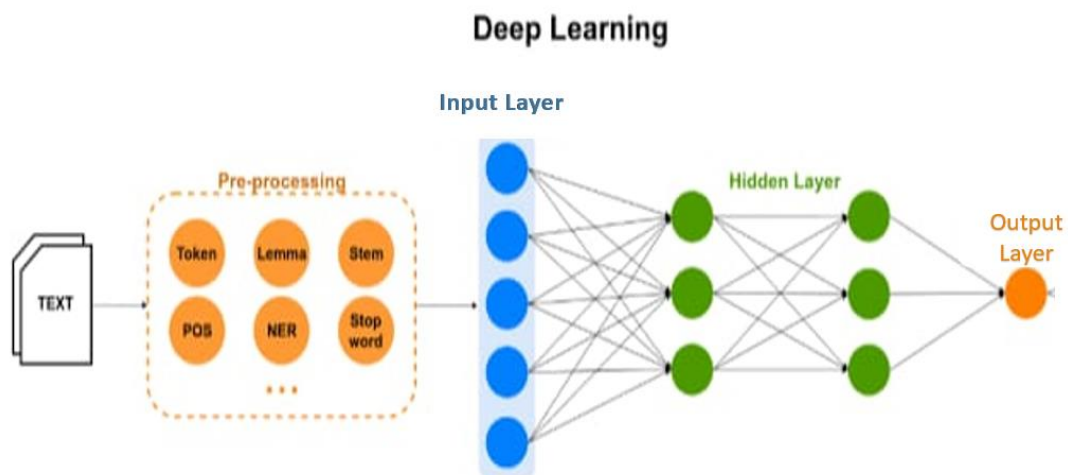 Deep Learning
Input Layer
Pre-processing
Hidden Layer
Output
Layer
TEXT
Token
Lemma
Stem
POS
NER
Stop
word
...